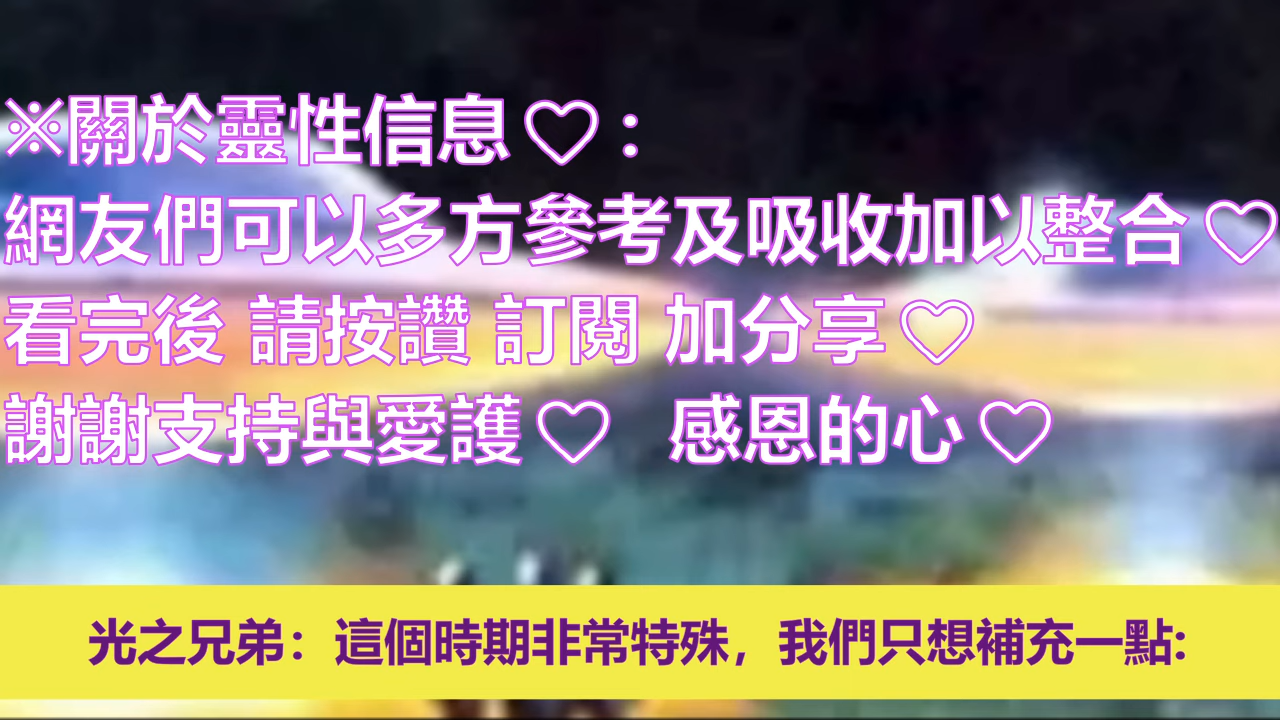 ※關於靈性信息♡:
網友們可以多方參考及吸收加以整合♡
看完後 請按讚 訂閱 加分享♡
謝謝支持與愛護♡ 感恩的心♡
光之兄弟：這個時期非常特殊，我們只想補充一點: